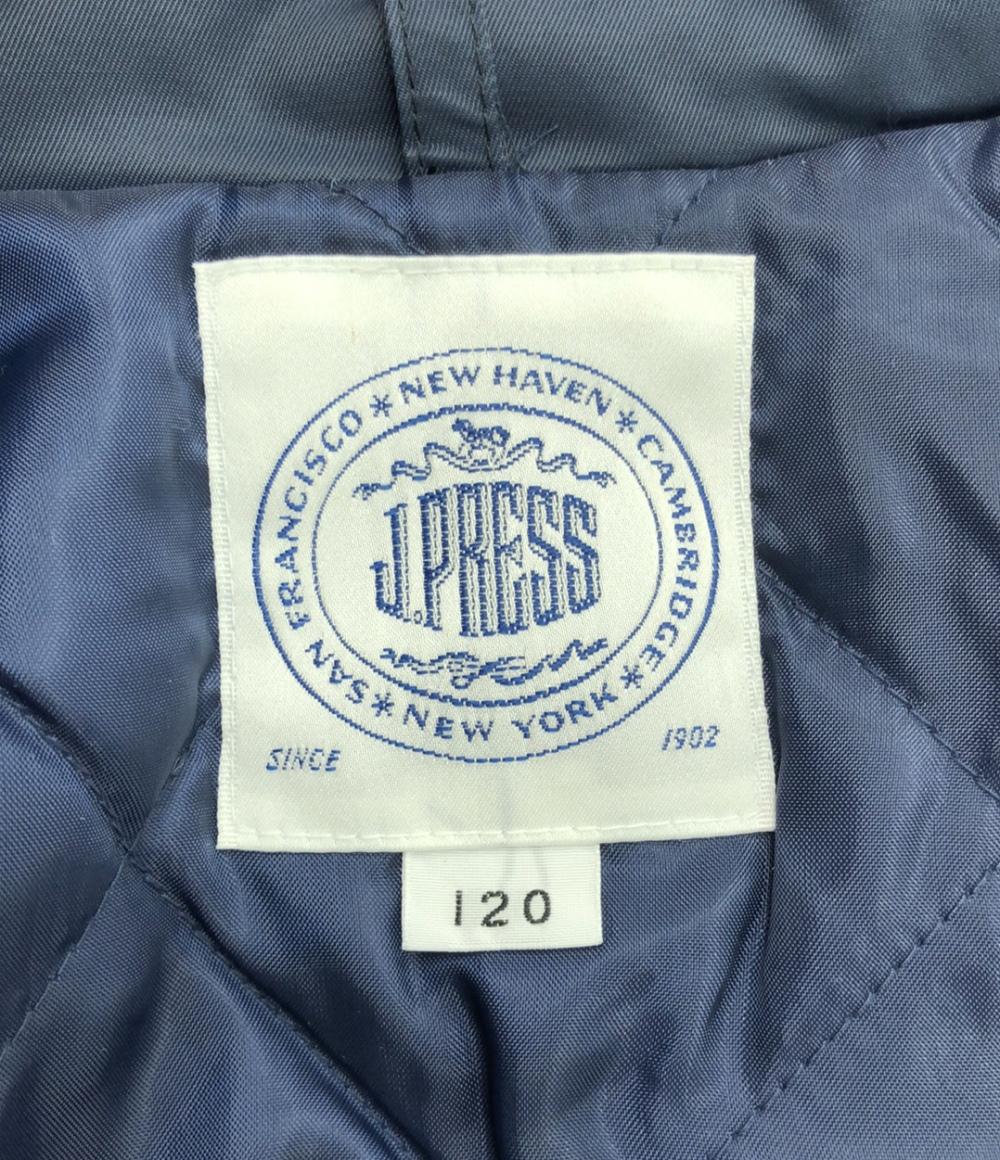 NEW HAVEN * CAMBRIDGE * NEW YORK * SAN FRANCISCO *
J.PRESS
SINCE 1902
120